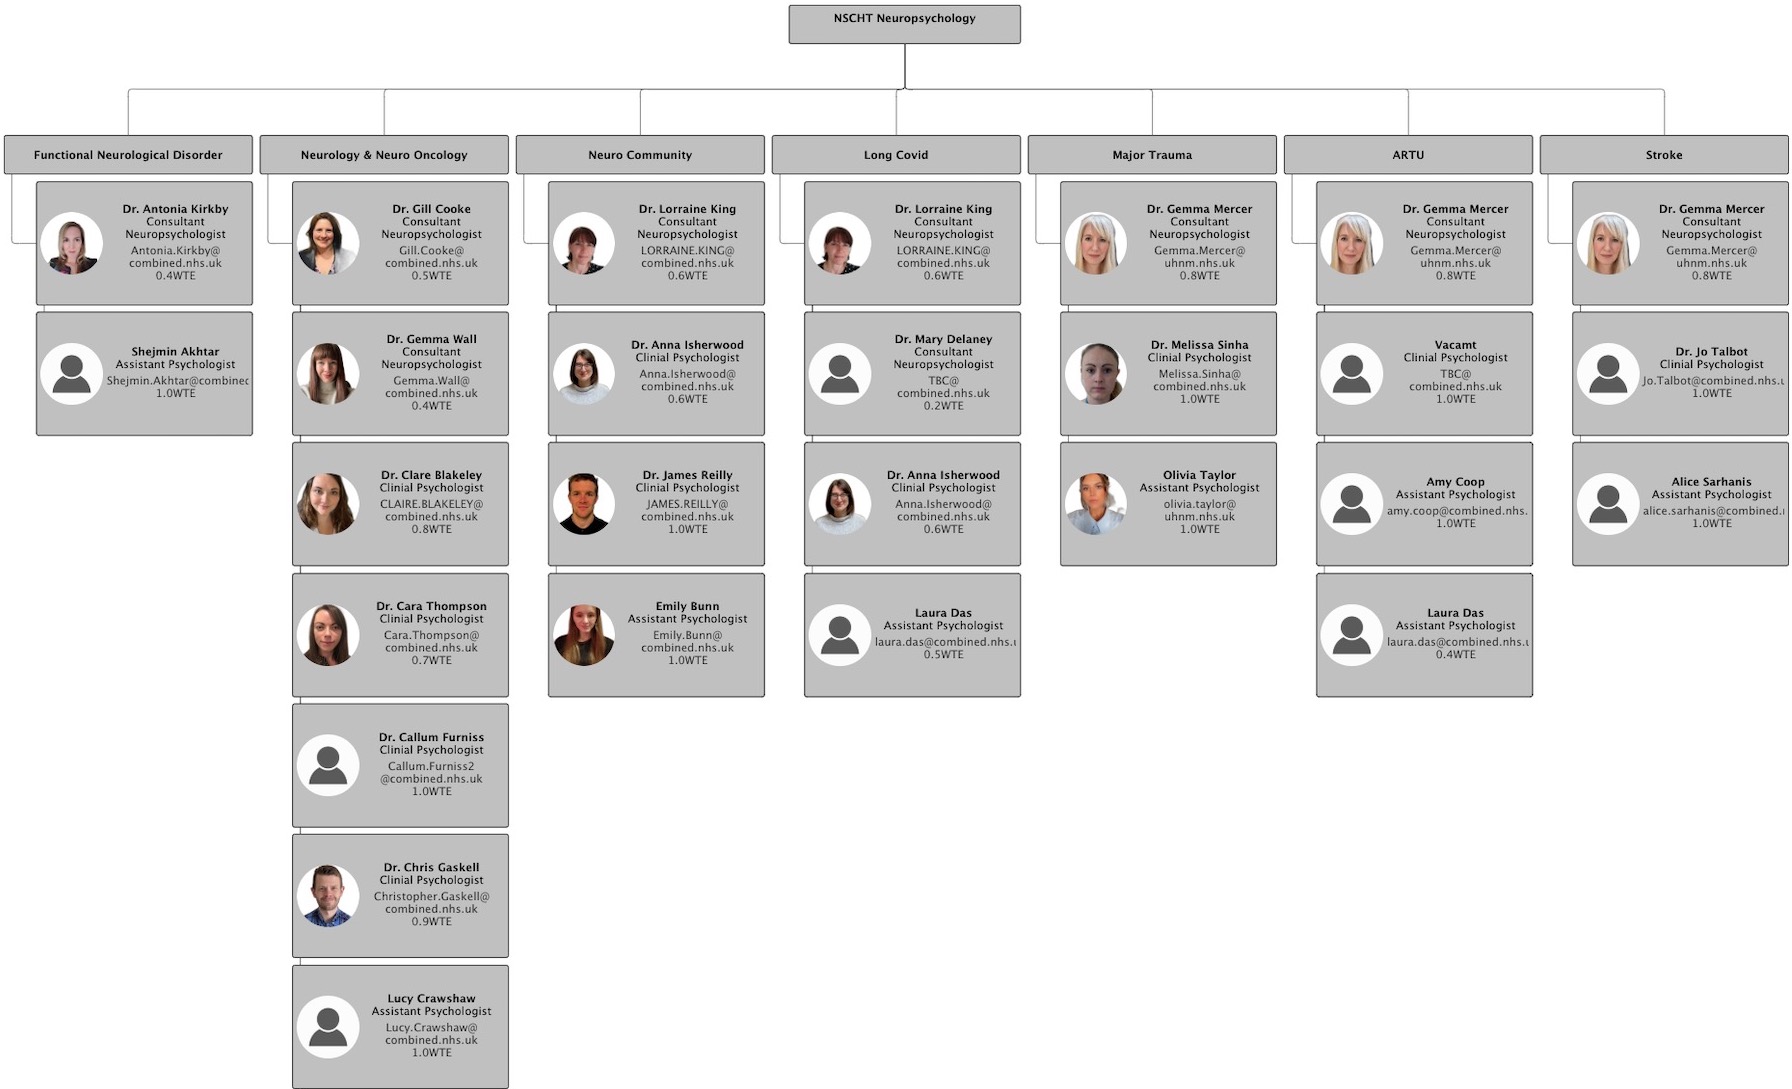 NSCHT Neuropsychology
Functional Neurological Disorder
Dr. Antonia Kirkby
Consultant
Neuropsychologist
Antonia.Kirkby@
combined.nhs.uk
0.4WTE
Shejmin Akhtar
Assistant Psychologist
Shejmin.Akhtar@combined
1.0WTE
Neurology & Neuro Oncology
Dr. Gill Cooke
Consultant
Neuropsychologist
Gill.Cooke@
combined.nhs.uk
0.5WTE
Dr. Gemma Wall
Consultant
Neuropsychologist
Gemma.Wall@
combined.nhs.uk
0.4WTE
Dr. Clare Blakeley
Clinial Psychologist
CLAIRE.BLAKELEY@
combined.nhs.uk
0.8WTE
Dr. Cara Thompson
Clinial Psychologist
Cara.Thompson@
combined.nhs.uk
0.7WTE
Dr. Callum Furniss
Clinial Psychologist
Callum.Furniss2
@combined.nhs.uk
1.0WTE
Dr. Chris Gaskell
Clinial Psychologist
Christopher.Gaskell@
combined.nhs.uk
0.9WTE
Lucy Crawshaw
Assistant Psychologist
Lucy.Crawshaw@
combined.nhs.uk
1.0WTE
Neuro Community
Dr. Lorraine King
Consultant
Neuropsychologist
LORRAINE.KING@
combined.nhs.uk
0.6WTE
Dr. Anna Isherwood
Clinial Psychologist
Anna.Isherwood@
combined.nhs.uk
0.6WTE
Dr. James Reilly
Clinial Psychologist
JAMES.REILLY@
combined.nhs.uk
1.0WTE
Emily Bunn
Assistant Psychologist
Emily.Bunn@
combined.nhs.uk
1.0WTE
Long Covid
Dr. Lorraine King
Consultant
Neuropsychologist
LORRAINE.KING@
combined.nhs.uk
0.6WTE
Dr. Mary Delaney
Consultant
Neuropsychologist
TBC@
combined.nhs.uk
0.2WTE
Dr. Anna Isherwood
Clinial Psychologist
Anna.Isherwood@
combined.nhs.uk
0.6WTE
Laura Das
Assistant Psychologist
laura.das@combined.nhs.u
0.5WTE
Major Trauma
Dr. Gemma Mercer
Consultant
Neuropsychologist
Gemma.Mercer@
uhnm.nhs.uk
0.8WTE
Dr. Melissa Sinha
Clinial Psychologist
Melissa.Sinha@
combined.nhs.uk
1.0WTE
Olivia Taylor
Assistant Psychologist
olivia.taylor@
uhnm.nhs.uk
1.0WTE
ARTU
Dr. Gemma Mercer
Consultant
Neuropsychologist
Gemma.Mercer@
uhnm.nhs.uk
0.8WTE
Vacamt
Clinial Psychologist
TBC@
combined.nhs.uk
1.0WTE
Amy Coop
Assistant Psychologist
amy.coop@combined.nhs.
1.0WTE
Laura Das
Assistant Psychologist
laura.das@combined.nhs.u
0.4WTE
Stroke
Dr. Gemma Mercer
Consultant
Neuropsychologist
Gemma.Mercer@
uhnm.nhs.uk
0.8WTE
Dr. Jo Talbot
Clinial Psychologist
Jo.Talbot@combined.nhs.u
1.0WTE
Alice Sarhanis
Assistant Psychologist
alice.sarhanis@combined.
1.0WTE